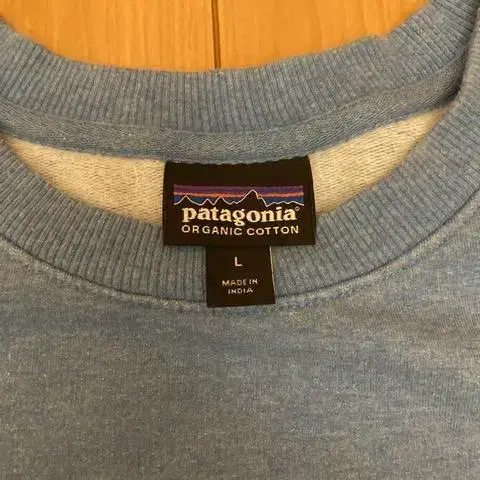 patagonia®
ORGANIC COTTON
L
MADE IN
INDIA